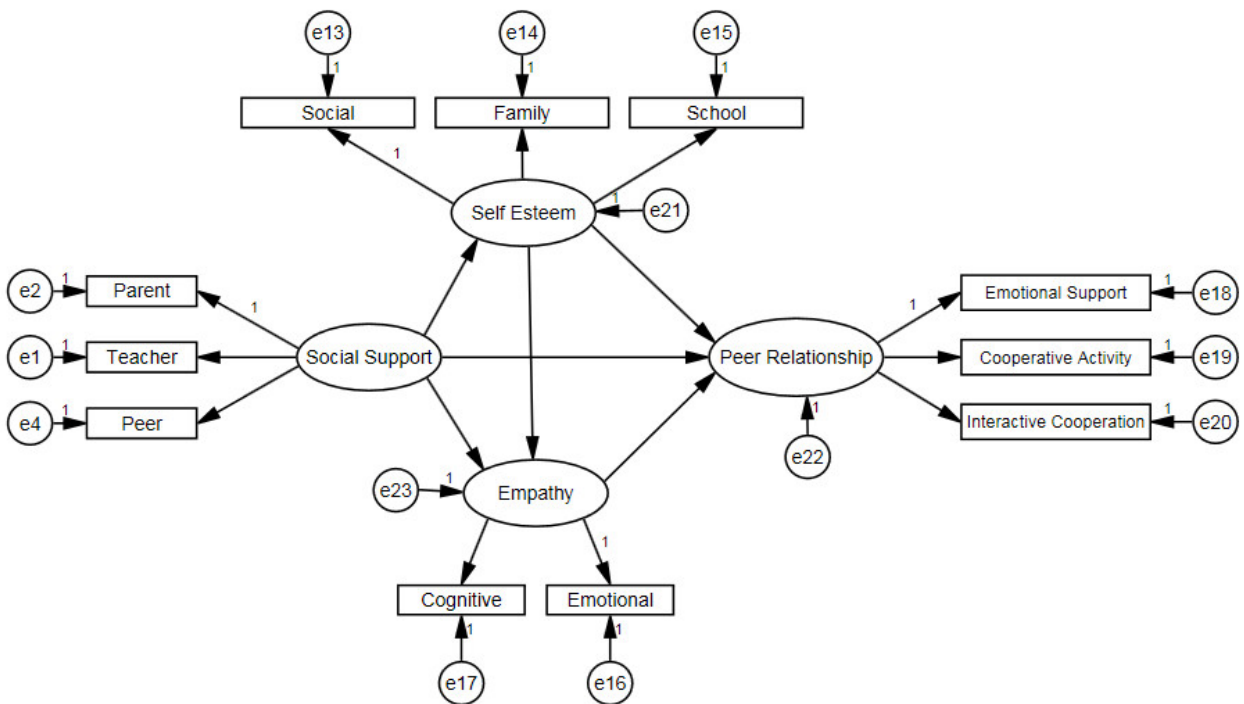 e13
e14
e15
1
1
1
Social
Family
School
1
Self Esteem
1
e21
e2
1
Parent
1
e1
1
Teacher
Social Support
e4
1
Peer
Peer Relationship
1
Emotional Support
1
e18
Cooperative Activity
1
e19
Interactive Cooperation
1
e20
1
e22
e23
1
Empathy
1
Cognitive
Emotional
1
1
e17
e16